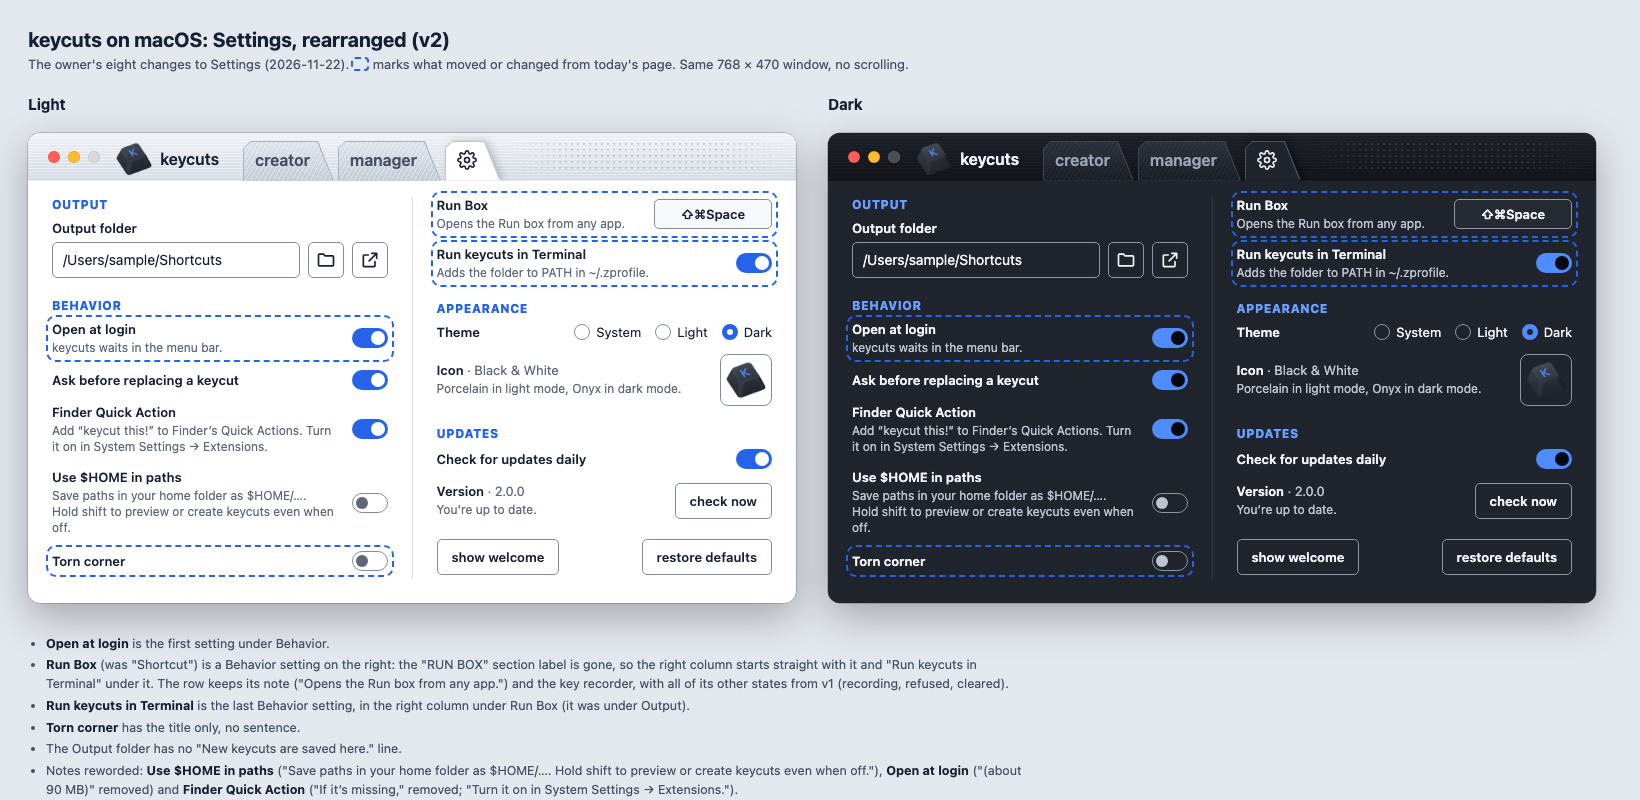 keycuts on macOS: Settings, rearranged (v2)
The owner's eight changes to Settings (2026-11-22). marks what moved or changed from today's page. Same 768 × 470 window, no scrolling.
Light
keycuts
creator
manager
OUTPUT
Output folder
/Users/sample/Shortcuts
BEHAVIOR
Open at login
keycuts waits in the menu bar.
Ask before replacing a keycut
Finder Quick Action
Add “keycut this!” to Finder’s Quick Actions. Turn
it on in System Settings → Extensions.
Use $HOME in paths
Save paths in your home folder as $HOME/....
Hold shift to preview or create keycuts even when
off.
Torn corner
Run Box
Opens the Run box from any app.
⇧⌘Space
Run keycuts in Terminal
Adds the folder to PATH in ~/.zprofile.
APPEARANCE
Theme
System
Light
Dark
Icon · Black & White
Porcelain in light mode, Onyx in dark mode.
K
UPDATES
Check for updates daily
Version · 2.0.0
You’re up to date.
check now
show welcome
restore defaults
Dark
keycuts
creator
manager
OUTPUT
Output folder
/Users/sample/Shortcuts
BEHAVIOR
Open at login
keycuts waits in the menu bar.
Ask before replacing a keycut
Finder Quick Action
Add “keycut this!” to Finder’s Quick Actions. Turn
it on in System Settings → Extensions.
Use $HOME in paths
Save paths in your home folder as $HOME/....
Hold shift to preview or create keycuts even when
off.
Torn corner
Run Box
Opens the Run box from any app.
⇧⌘Space
Run keycuts in Terminal
Adds the folder to PATH in ~/.zprofile.
APPEARANCE
Theme
System
Light
Dark
Icon · Black & White
Porcelain in light mode, Onyx in dark mode.
K
UPDATES
Check for updates daily
Version · 2.0.0
You’re up to date.
check now
show welcome
restore defaults
• Open at login is the first setting under Behavior.
• Run Box (was "Shortcut") is a Behavior setting on the right: the "RUN BOX" section label is gone, so the right column starts straight with it and "Run keycuts in
Terminal" under it. The row keeps its note ("Opens the Run box from any app.") and the key recorder, with all of its other states from v1 (recording, refused, cleared).
• Run keycuts in Terminal is the last Behavior setting, in the right column under Run Box (it was under Output).
• Torn corner has the title only, no sentence.
• The Output folder has no "New keycuts are saved here." line.
• Notes reworded: Use $HOME in paths ("Save paths in your home folder as $HOME/.... Hold shift to preview or create keycuts even when off."), Open at login ("(about
90 MB)" removed) and Finder Quick Action ("If it’s missing," removed; "Turn it on in System Settings → Extensions.").